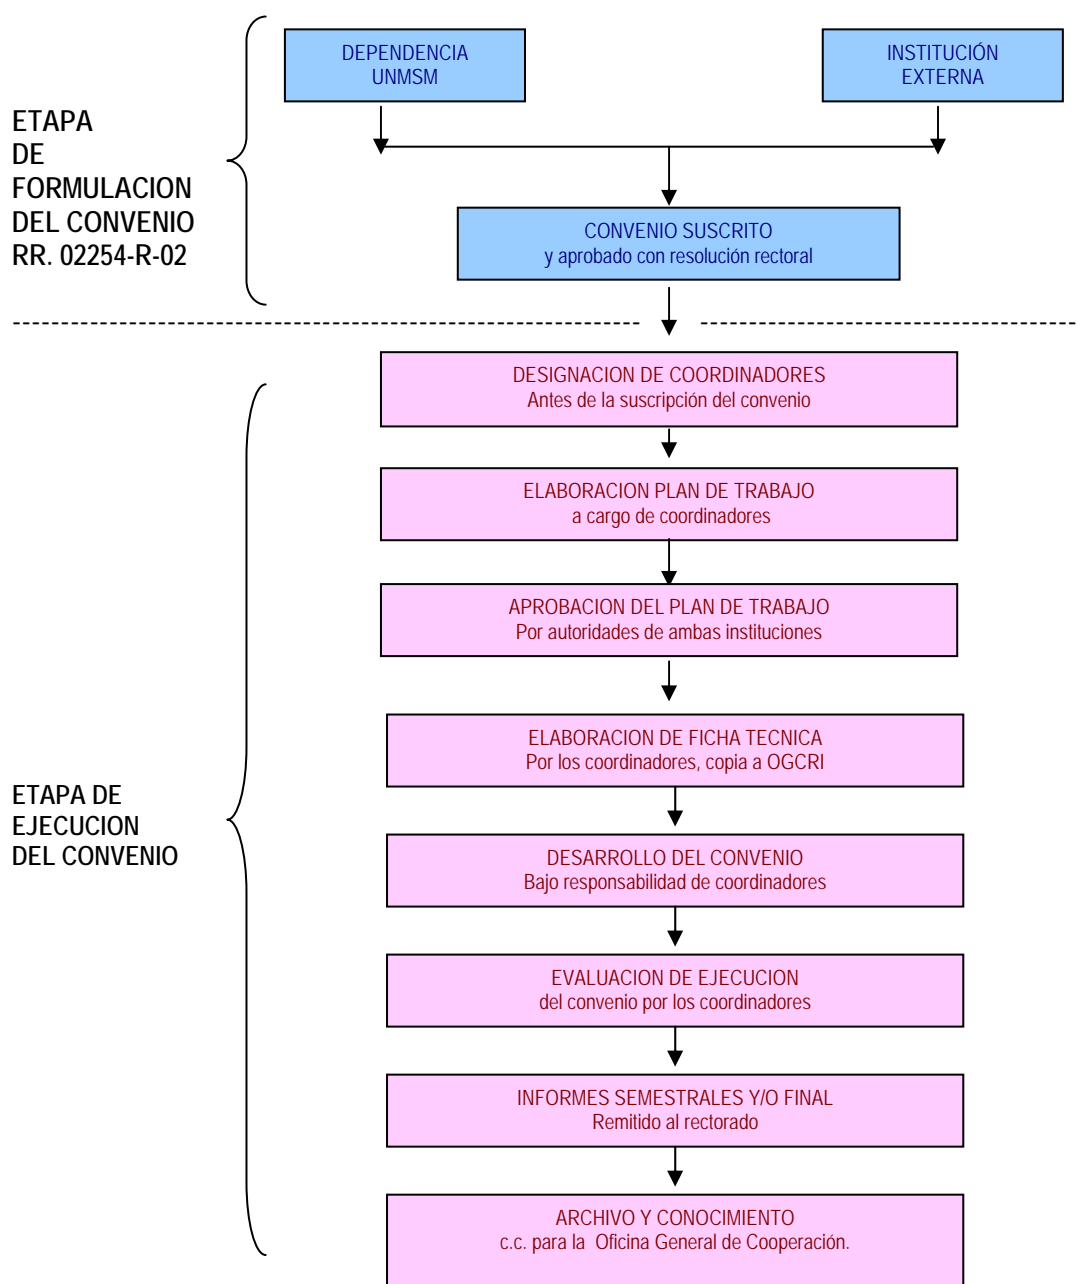 DEPENDENCIA
UNMSM
INSTITUCIÓN
EXTERNA
ETAPA
DE
FORMULACION
DEL CONVENIO
RR. 02254-R-02
CONVENIO SUSCRITO
y aprobado con resolución rectoral
DESIGNACION DE COORDINADORES
Antes de la suscripción del convenio
ELABORACION PLAN DE TRABAJO
a cargo de coordinadores
APROBACION DEL PLAN DE TRABAJO
Por autoridades de ambas instituciones
ELABORACION DE FICHA TECNICA
Por los coordinadores, copia a OGCRI
ETAPA DE
EJECUCION
DEL CONVENIO
DESARROLLO DEL CONVENIO
Bajo responsabilidad de coordinadores
EVALUACION DE EJECUCION
del convenio por los coordinadores
INFORMES SEMESTRALES Y/O FINAL
Remitido al rectorado
ARCHIVO Y CONOCIMIENTO
c.c. para la Oficina General de Cooperación.